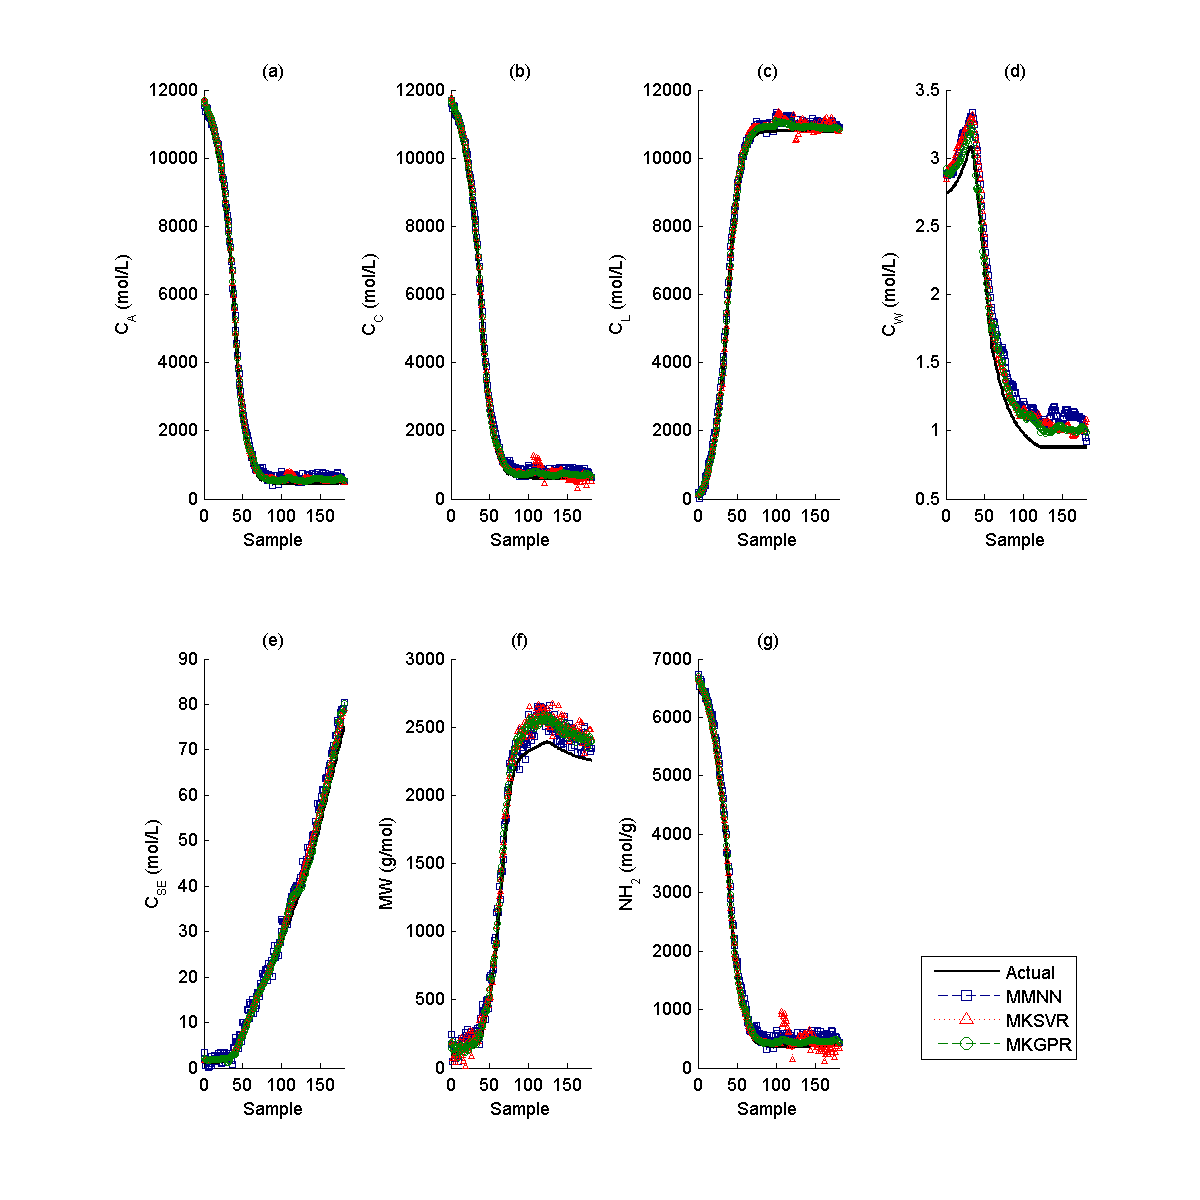 (a)
12000
10000
8000
6000
4000
2000
0
0 50 100 150
C_A (mol/L)
Sample
(b)
12000
10000
8000
6000
4000
2000
0
0 50 100 150
C_C (mol/L)
Sample
(c)
12000
10000
8000
6000
4000
2000
0
0 50 100 150
C_L (mol/L)
Sample
(d)
3.5
3
2.5
2
1.5
1
0.5
0 50 100 150
C_W (mol/L)
Sample
(e)
90
80
70
60
50
40
30
20
10
0
0 50 100 150
C_SE (mol/L)
Sample
(f)
3000
2500
2000
1500
1000
500
0
0 50 100 150
MW (g/mol)
Sample
(g)
7000
6000
5000
4000
3000
2000
1000
0
0 50 100 150
NH_2 (mol/g)
Sample
Actual
MMNN
MKSVR
MKGPR